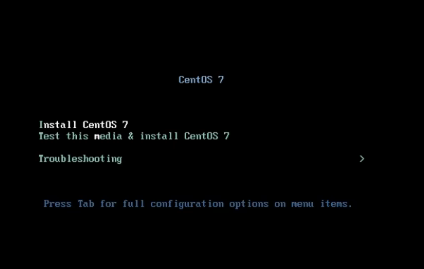 CentOS 7
Install CentOS 7
Test this media & install CentOS 7
Troubleshooting >
Press Tab for full configuration options on menu items.